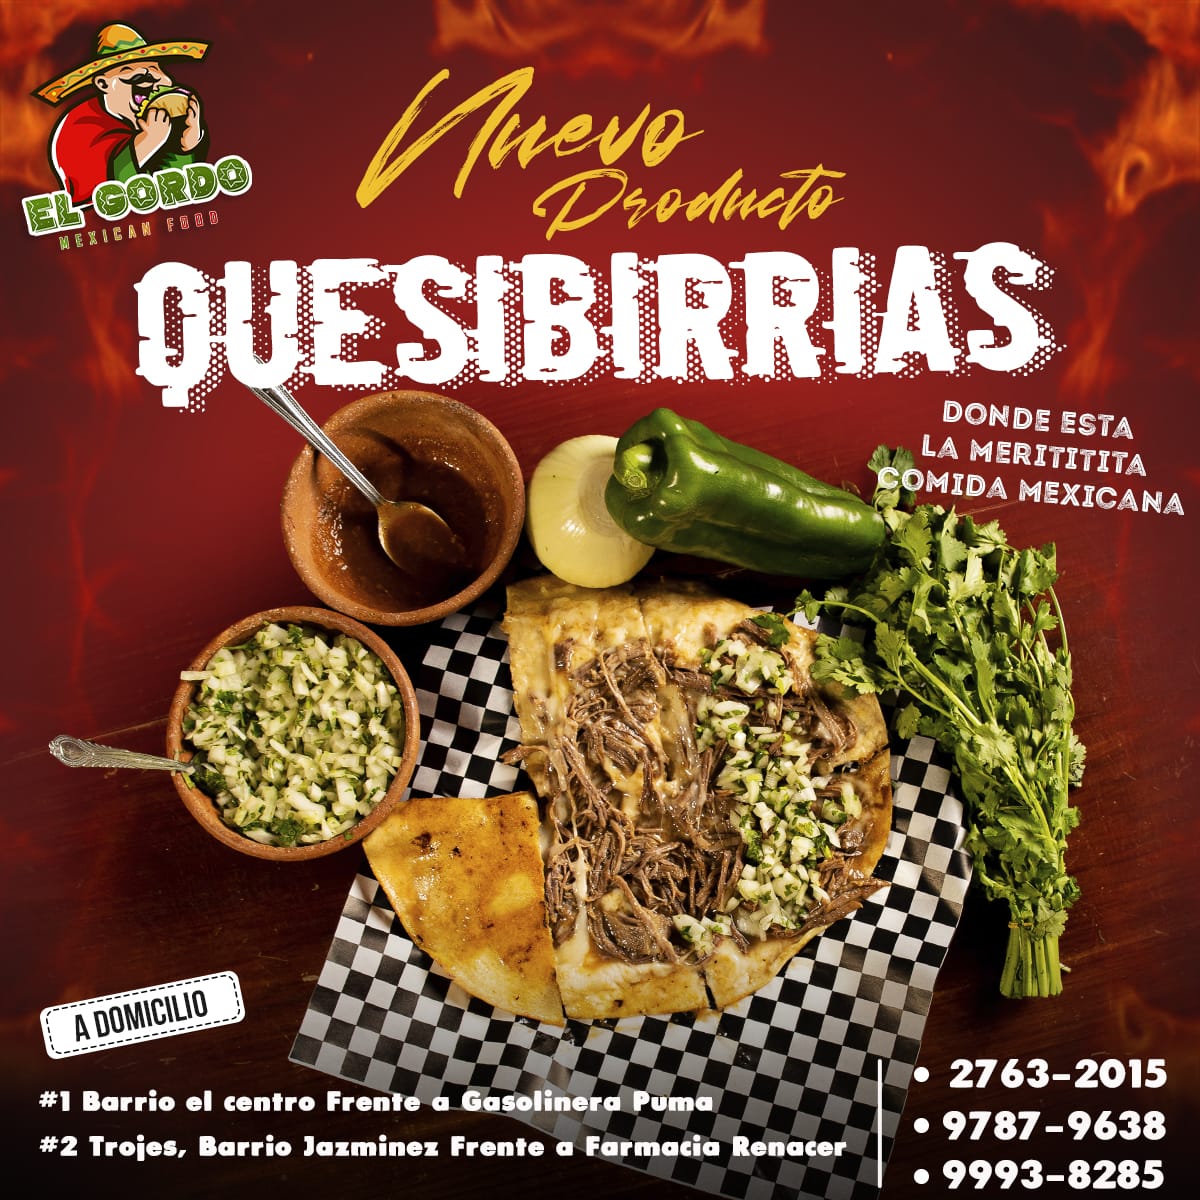 EL GORDO
MEXICAN FOOD
Nuevo
Producto
QUESIBIRRIAS
DONDE ESTA
LA MERITITITA
COMIDA MEXICANA
A DOMICILIO
#1 Barrio el centro Frente a Gasolinera Puma
#2 Trojes, Barrio Jazminez Frente a Farmacia Renacer
• 2763-2015
• 9787-9638
• 9993-8285